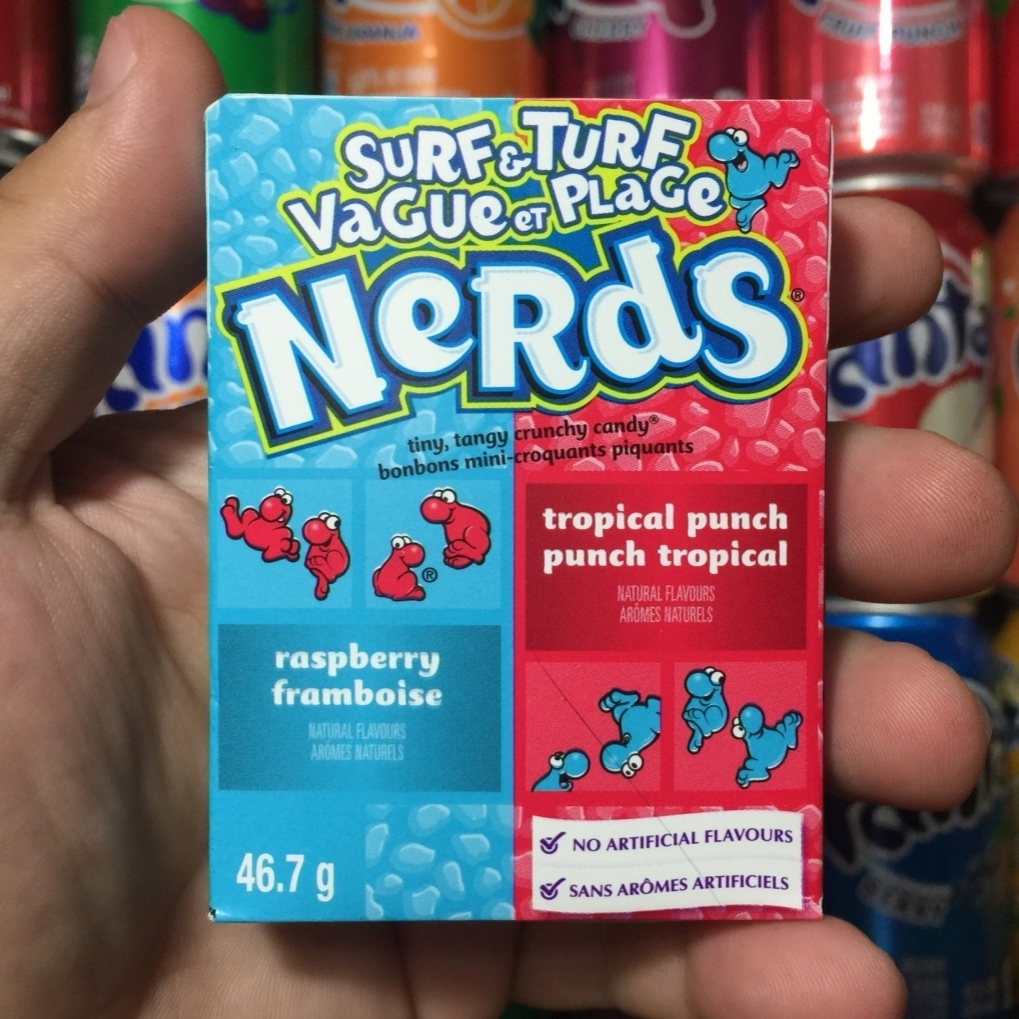 SURF & TURF
VAGUE ET PLAGE
NeRdS®
tiny, tangy crunchy candy®
bonbons mini-croquants piquants
tropical punch
punch tropical
NATURAL FLAVOURS
ARÔMES NATURELS
®
raspberry
framboise
NATURAL FLAVOURS
ARÔMES NATURELS
NO ARTIFICIAL FLAVOURS
SANS ARÔMES ARTIFICIELS
46.7 g
BERRY